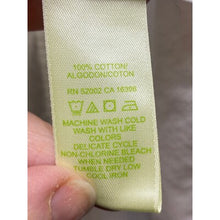 100% COTTON/
ALGODON/COTON
RN 52002 CA 16396
MACHINE WASH COLD
WASH WITH LIKE
COLORS
DELICATE CYCLE
NON-CHLORINE BLEACH
WHEN NEEDED
TUMBLE DRY LOW
COOL IRON